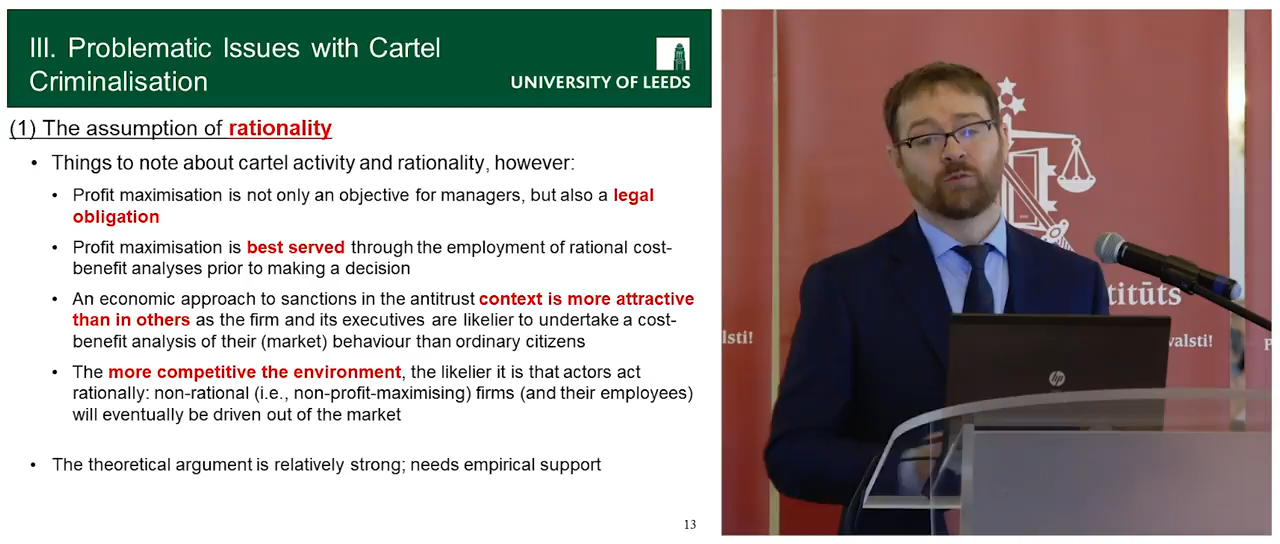 III. Problematic Issues with Cartel
Criminalisation
UNIVERSITY OF LEEDS
(1) The assumption of rationality
• Things to note about cartel activity and rationality, however:
• Profit maximisation is not only an objective for managers, but also a legal
obligation
• Profit maximisation is best served through the employment of rational cost-
benefit analyses prior to making a decision
• An economic approach to sanctions in the antitrust context is more attractive
than in others as the firm and its executives are likelier to undertake a cost-
benefit analysis of their (market) behaviour than ordinary citizens
• The more competitive the environment, the likelier it is that actors act
rationally: non-rational (i.e., non-profit-maximising) firms (and their employees)
will eventually be driven out of the market
• The theoretical argument is relatively strong; needs empirical support
13
titūts
lsti!
valsti!
hp